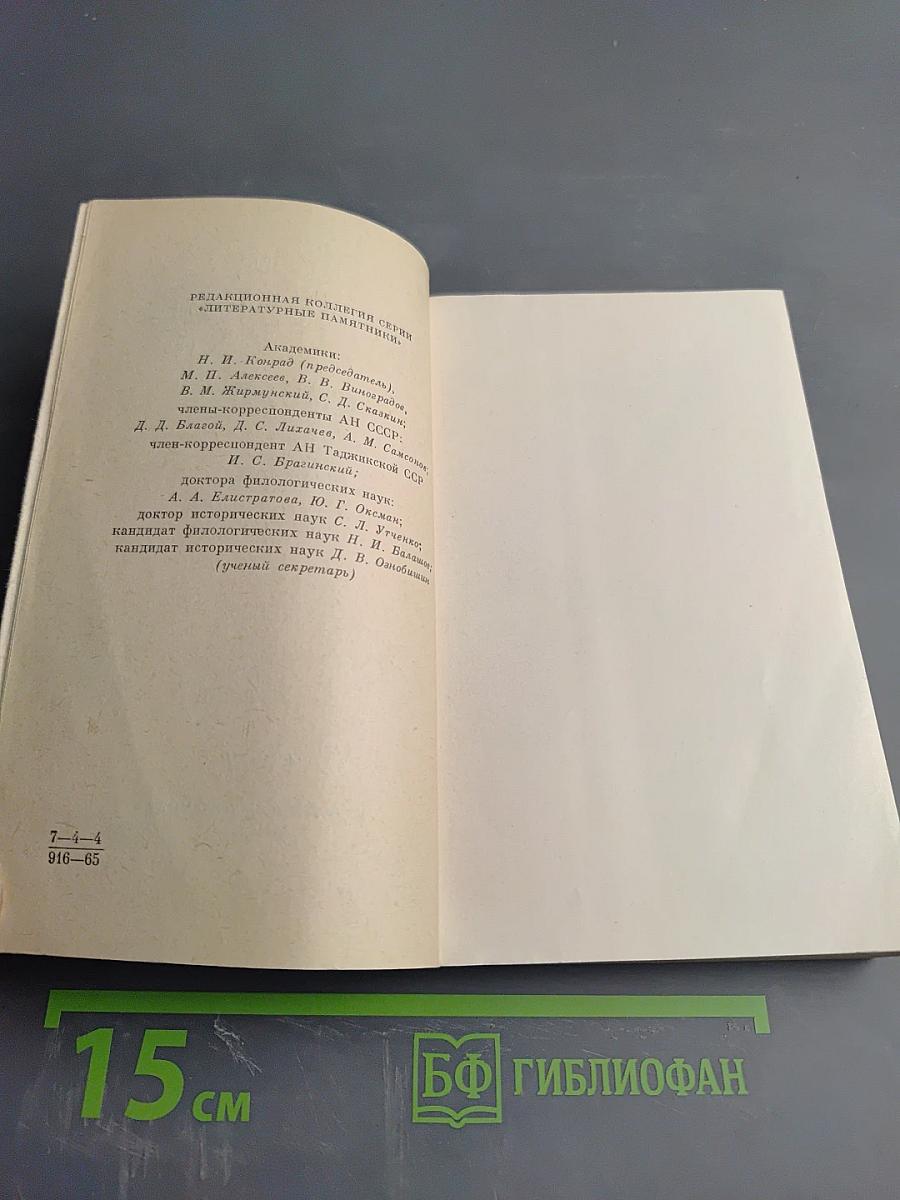 РЕДАКЦИОННАЯ КОЛЛЕГИЯ СЕРИИ
«ЛИТЕРАТУРНЫЕ ПАМЯТНИКИ»
Академики:
Н. И. Конрад (председатель),
М. П. Алексеев, В. В. Виноградов,
В. М. Жирмунский, С. Д. Сказкин;
члены-корреспонденты АН СССР:
Д. Д. Благой, Д. С. Лихачев, А. М. Самсонов;
член-корреспондент АН Таджикской ССР
И. С. Брагинский;
доктора филологических наук:
А. А. Елистратова, Ю. Г. Оксман;
доктор исторических наук С. Л. Утченко;
кандидат филологических наук Н. И. Балашов;
кандидат исторических наук Д. В. Ознобишин
(ученый секретарь)
7—4—4
916—65
15 см
БФ ГИБЛИОФАН